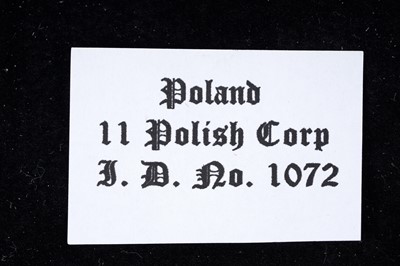 Poland
11 Polish Corp
I. D. No. 1072